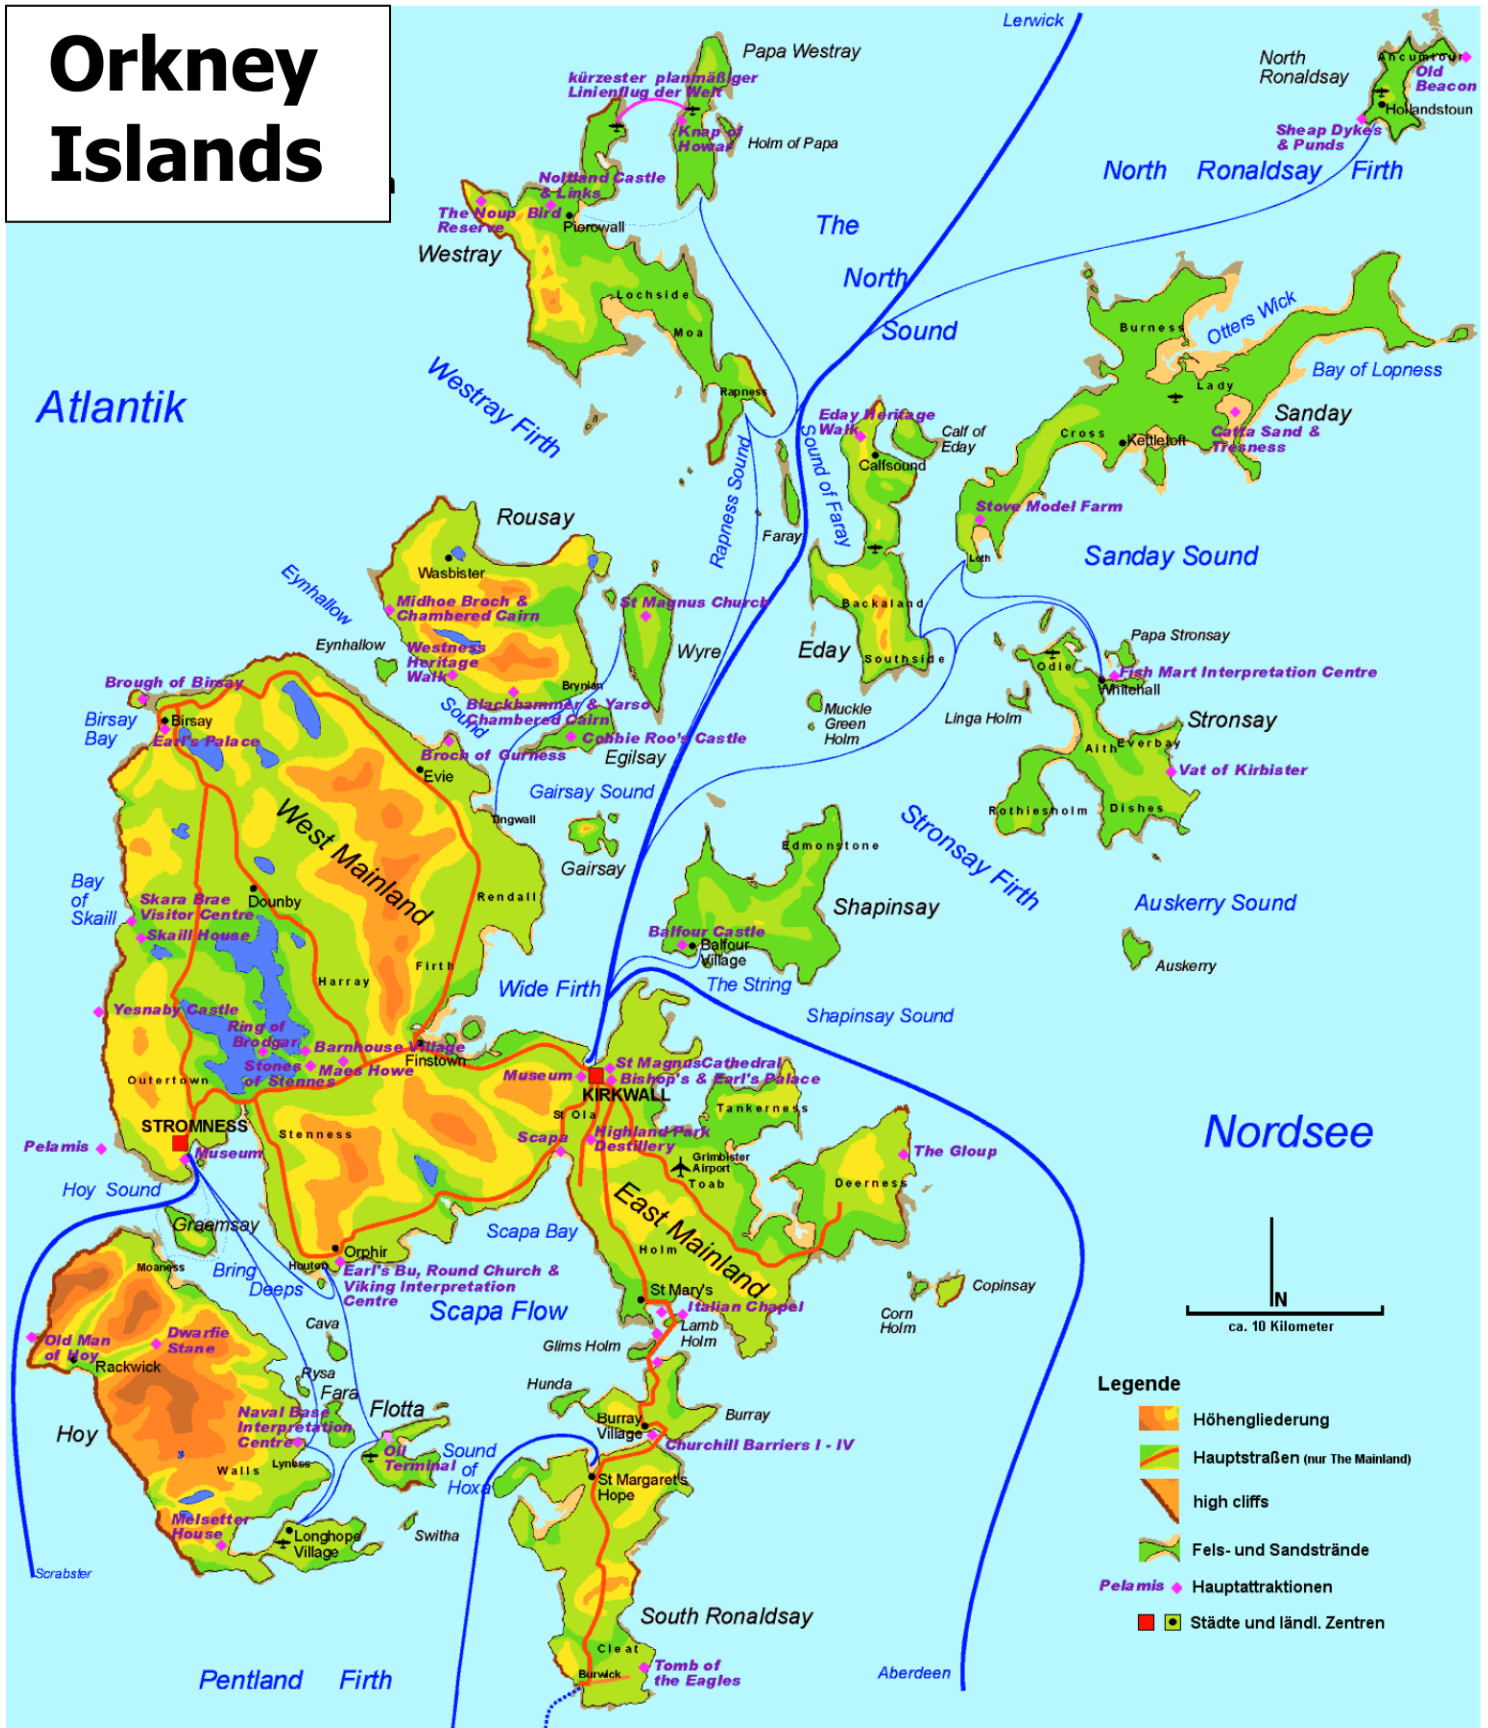 Orkney
Islands
Lerwick
Papa Westray
kürzester planmäßiger
Linienflug der Welt
Knap of
Howar
Holm of Papa
North
Ronaldsay
Ancumtour
Old
Beacon
Hollandstoun
Sheap Dykes
& Punds
North Ronaldsay Firth
Noltland Castle
& Links
The Noup Bird
Reserve
Pierowall
Westray
The
North
Sound
Lochside
Moa
Rapness
Westray Firth
Atlantik
Burness
Otters Wick
Bay of Lopness
Lady
Sanday
Cross
Kettletoft
Catta Sand &
Tresness
Eday Heritage
Walk
Calf of
Eday
Calfsound
Sound of Faray
Rapness Sound
Faray
Stove Model Farm
Loth
Sanday Sound
Rousay
Wasbister
Eynhallow
Midhoe Broch &
Chambered Cairn
St Magnus Church
Backaland
Eynhallow
Westness
Heritage
Walk
Wyre
Eday
Southside
Papa Stronsay
Odie
Fish Mart Interpretation Centre
Whitehall
Brough of Birsay
Brynian
Blackhammer & Yarso
Chambered Cairn
Sound
Muckle
Green
Holm
Linga Holm
Stronsay
Birsay
Bay
Birsay
Earl's Palace
Cobbie Roo's Castle
Broch of Gurness
Egilsay
Evie
Aith
Everbay
Vat of Kirbister
Gairsay Sound
Tingwall
Rothiesholm
Dishes
West Mainland
Stronsay Firth
Edmonstone
Gairsay
Bay
of
Skaill
Skara Brae
Visitor Centre
Skaill House
Dounby
Rendall
Shapinsay
Auskerry Sound
Balfour Castle
Balfour
Village
Auskerry
Harray
Firth
Wide Firth
The String
Shapinsay Sound
Yesnaby Castle
Ring of
Brodgar
Barnhouse Village
Stones
of Stennes
Maes Howe
Finstown
Museum
St MagnusCathedral
Bishop's & Earl's Palace
KIRKWALL
Outertown
Tankerness
St Ola
STROMNESS
Stenness
Scapa
Highland Park
Destillery
Nordsee
Pelamis
Museum
Grimbister
Airport
Toab
The Gloup
Deerness
Hoy Sound
Graemsay
Scapa Bay
East Mainland
Holm
Orphir
Moaness
Bring
Deeps
Houton
Earl's Bu, Round Church &
Viking Interpretation
Centre
Scapa Flow
St Mary's
Italian Chapel
Lamb
Holm
Copinsay
Corn
Holm
N
ca. 10 Kilometer
Cava
Glims Holm
Old Man
of Hoy
Dwarfie
Stane
Rackwick
Rysa
Fara
Hunda
Flotta
Burray
Village
Burray
Hoy
Naval Base
Interpretation
Centre
Oil
Terminal
Sound
of
Hoxa
Churchill Barriers I - IV
Walls
Lyness
St Margaret's
Hope
Melsetter
House
Longhope
Village
Switha
Scrabster
South Ronaldsay
Cleat
Burwick
Tomb of
the Eagles
Pentland Firth
Aberdeen
Legende
Höhengliederung
Hauptstraßen (nur The Mainland)
high cliffs
Fels- und Sandstrände
Pelamis
Hauptattraktionen
Städte und ländl. Zentren